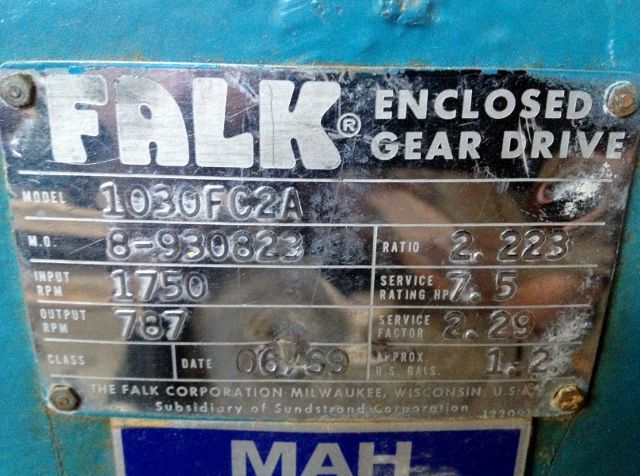 FALK® ENCLOSED
GEAR DRIVE
MODEL 1030FC2A
M.O. 8-930823 RATIO 2.223
INPUT RPM 1750 SERVICE RATING HP 7.5
OUTPUT RPM 787 SERVICE FACTOR 2.29
CLASS DATE 06/89 APPROX U.S. GALS. 1.2
THE FALK CORPORATION MILWAUKEE, WISCONSIN, U.S.A.
Subsidiary of Sundstrand Corporation
MAH